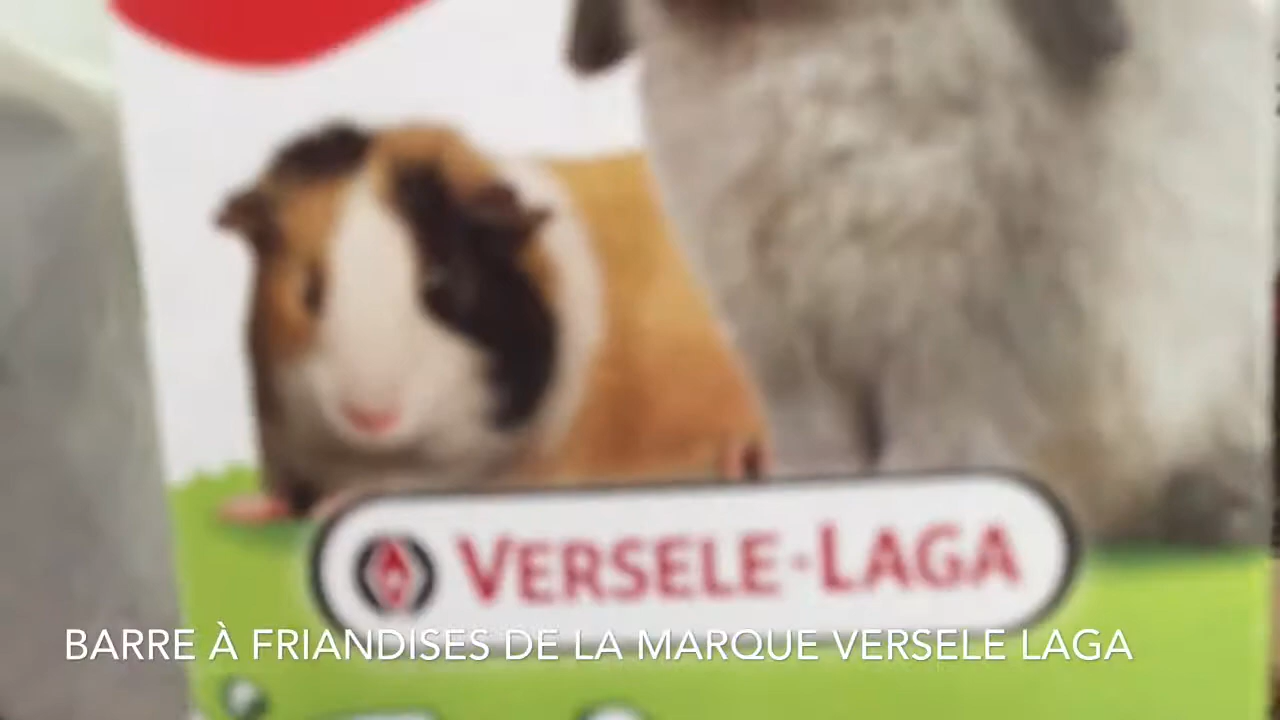 VERSELE-LAGA
BARRE À FRIANDISES DE LA MARQUE VERSELE LAGA